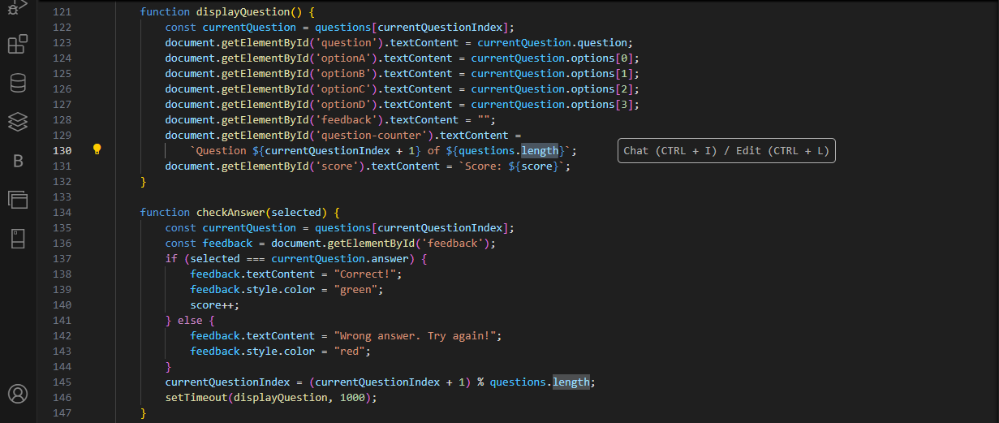 121 function displayQuestion() {
122 const currentQuestion = questions[currentQuestionIndex];
123 document.getElementById('question').textContent = currentQuestion.question;
124 document.getElementById('optionA').textContent = currentQuestion.options[0];
125 document.getElementById('optionB').textContent = currentQuestion.options[1];
126 document.getElementById('optionC').textContent = currentQuestion.options[2];
127 document.getElementById('optionD').textContent = currentQuestion.options[3];
128 document.getElementById('feedback').textContent = "";
129 document.getElementById('question-counter').textContent =
130 `Question ${currentQuestionIndex + 1} of ${questions.length}`; Chat (CTRL + I) / Edit (CTRL + L)
131 document.getElementById('score').textContent = `Score: ${score}`;
132 }
133
134 function checkAnswer(selected) {
135 const currentQuestion = questions[currentQuestionIndex];
136 const feedback = document.getElementById('feedback');
137 if (selected === currentQuestion.answer) {
138 feedback.textContent = "Correct!";
139 feedback.style.color = "green";
140 score++;
141 } else {
142 feedback.textContent = "Wrong answer. Try again!";
143 feedback.style.color = "red";
144 }
145 currentQuestionIndex = (currentQuestionIndex + 1) % questions.length;
146 setTimeout(displayQuestion, 1000);
147 }
B